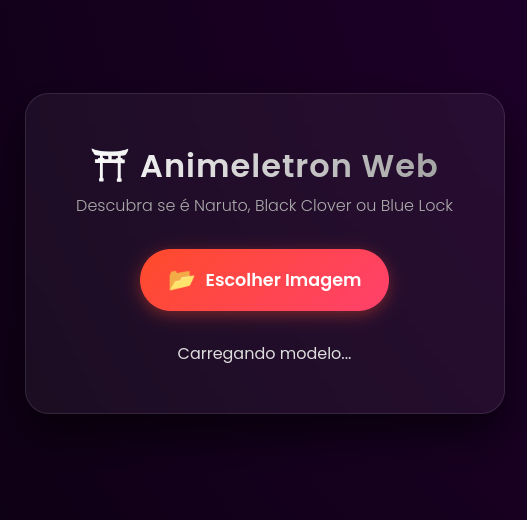 Animeletron Web
Descubra se é Naruto, Black Clover ou Blue Lock
Escolher Imagem
Carregando modelo...